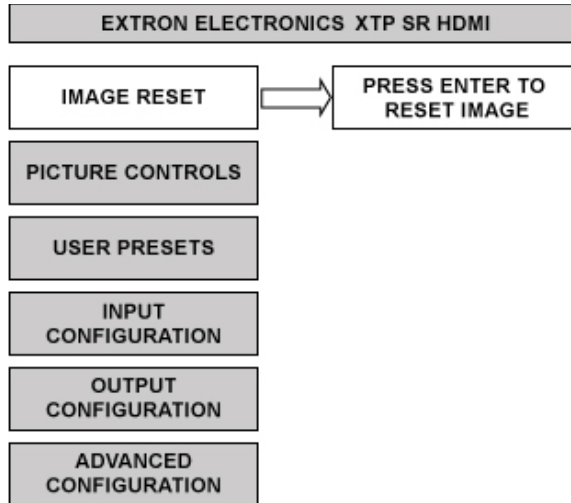 EXTRON ELECTRONICS XTP SR HDMI
IMAGE RESET
PRESS ENTER TO
RESET IMAGE
PICTURE CONTROLS
USER PRESETS
INPUT
CONFIGURATION
OUTPUT
CONFIGURATION
ADVANCED
CONFIGURATION